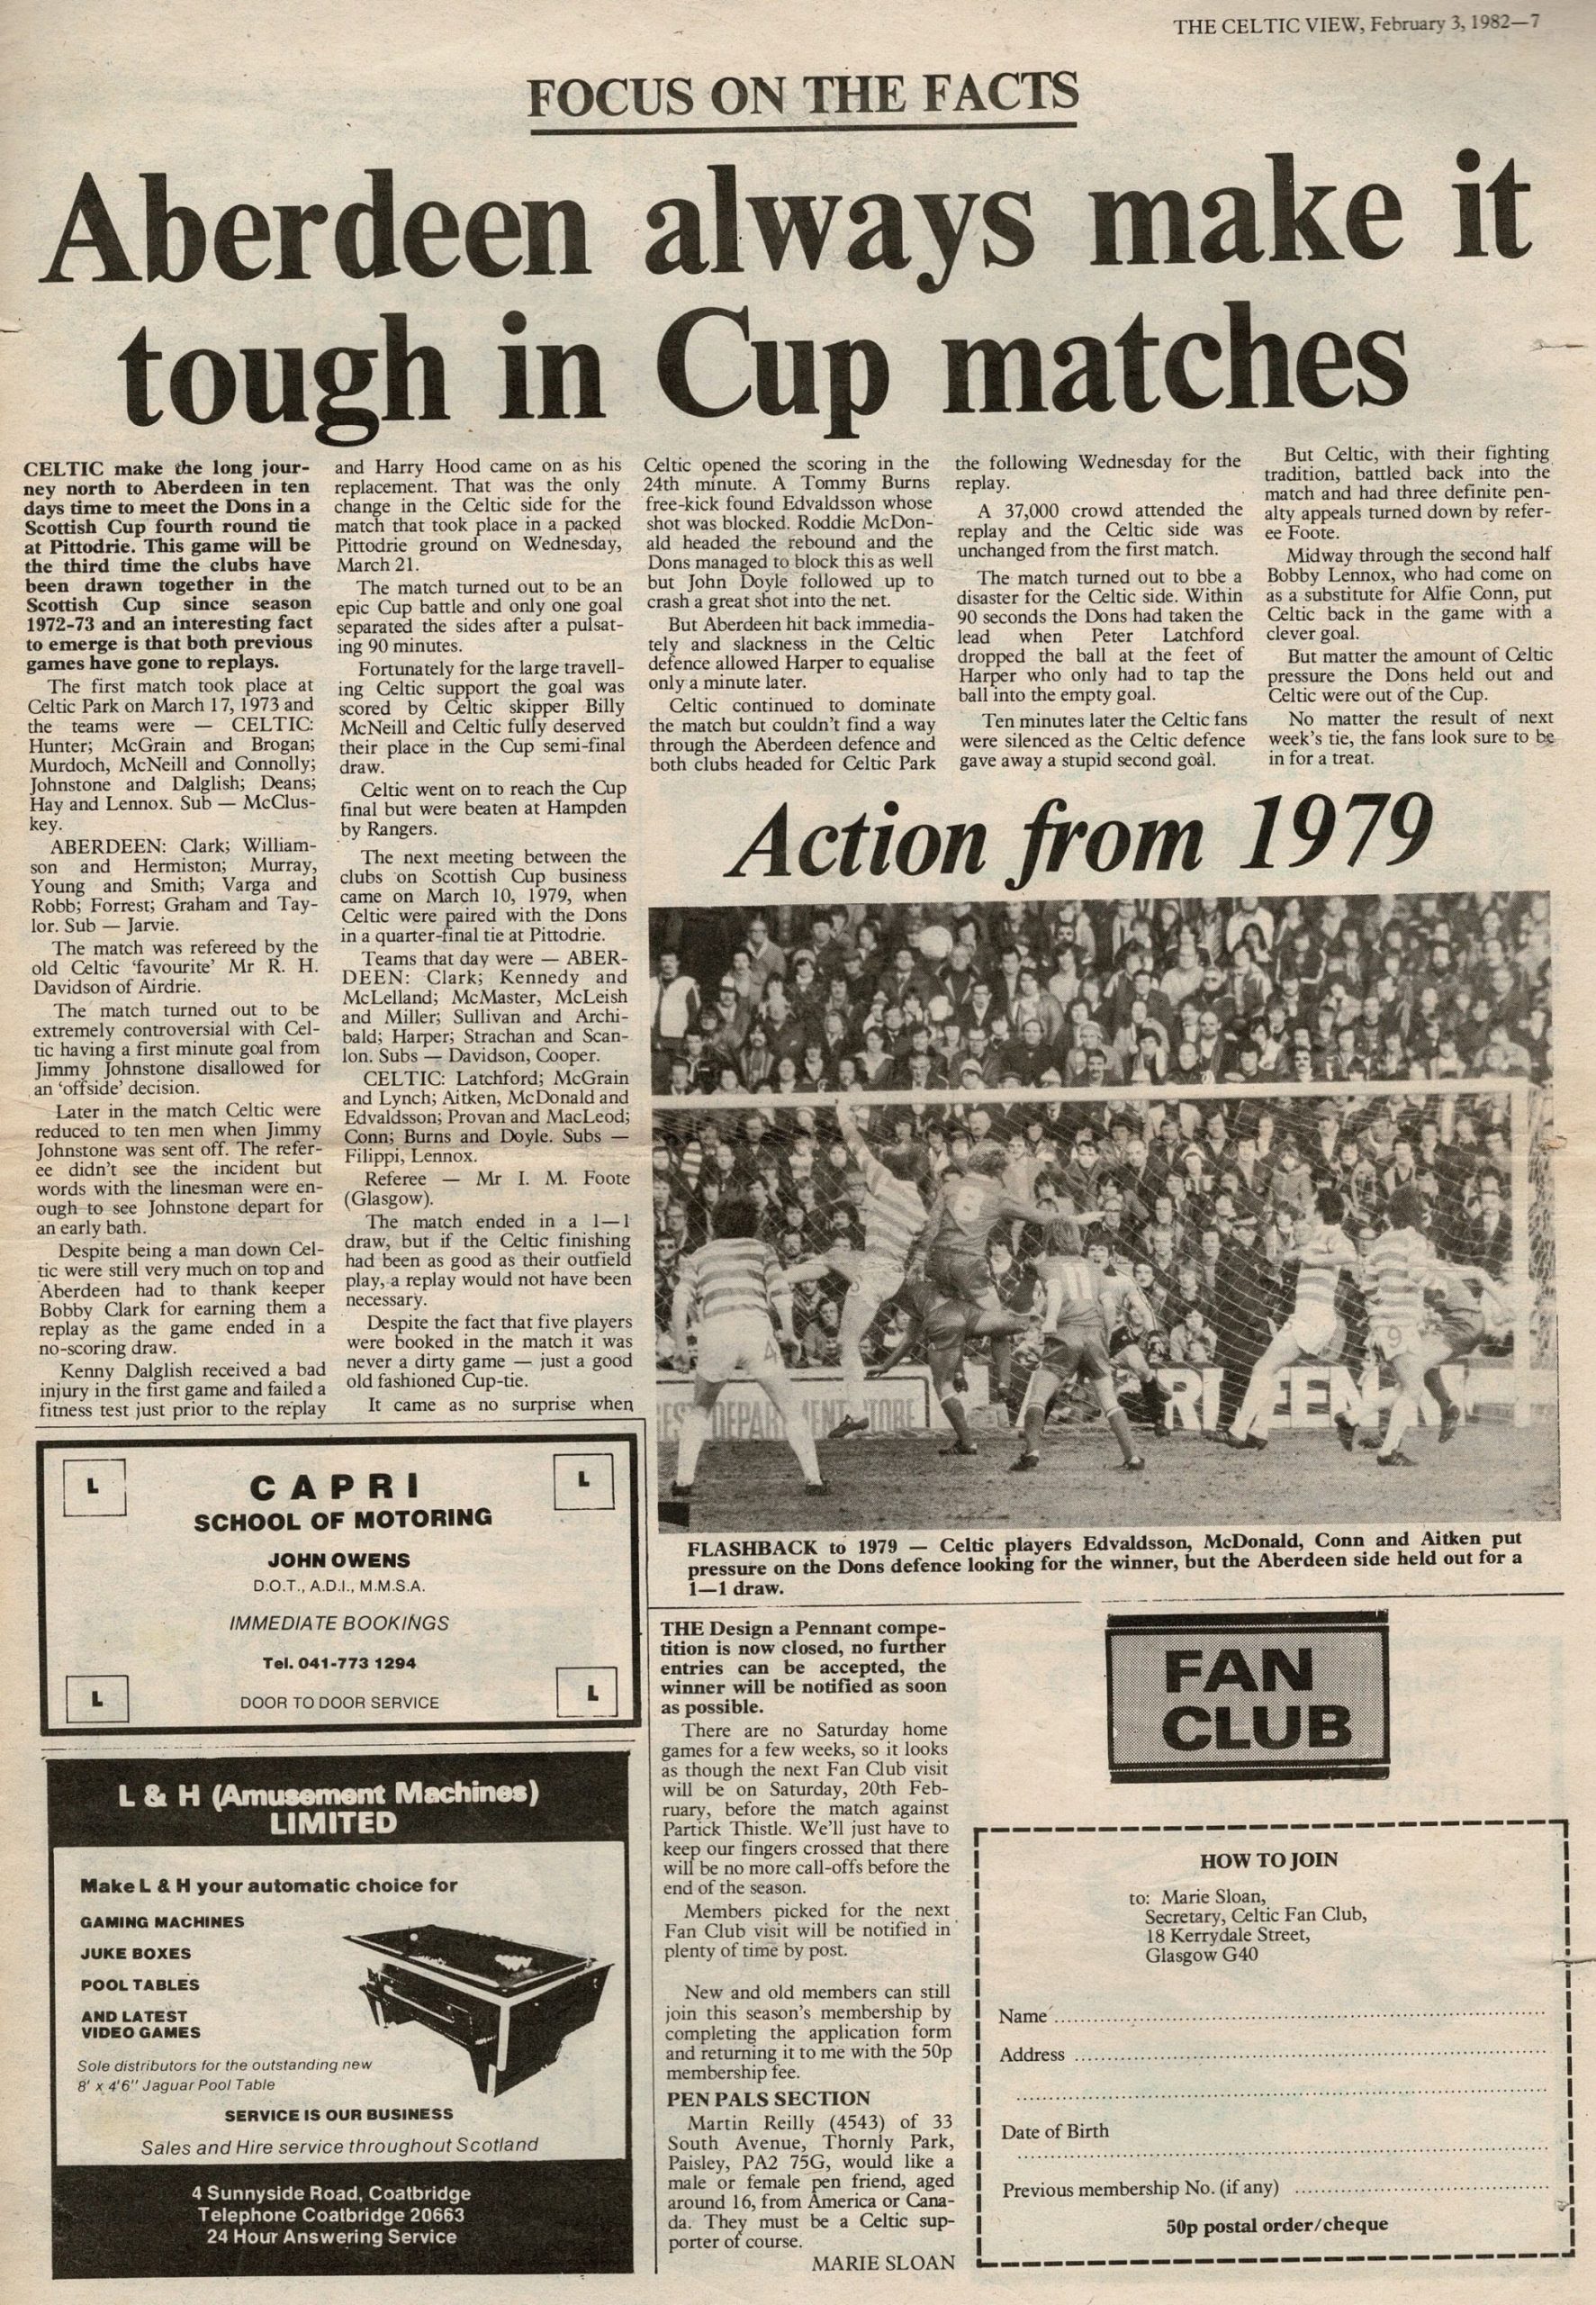 THE CELTIC VIEW, February 3, 1982—7
FOCUS ON THE FACTS
Aberdeen always make it
tough in Cup matches
CELTIC make the long jour-
ney north to Aberdeen in ten
days time to meet the Dons in a
Scottish Cup fourth round tie
at Pittodrie. This game will be
the third time the clubs have
been drawn together in the
Scottish Cup since season
1972-73 and an interesting fact
to emerge is that both previous
games have gone to replays.
The first match took place at
Celtic Park on March 17, 1973 and
the teams were — CELTIC:
Hunter; McGrain and Brogan;
Murdoch, McNeill and Connolly;
Johnstone and Dalglish; Deans;
Hay and Lennox. Sub — McClus-
key.
ABERDEEN: Clark; William-
son and Hermiston; Murray,
Young and Smith; Varga and
Robb; Forrest; Graham and Tay-
lor. Sub — Jarvie.
The match was refereed by the
old Celtic ‘favourite’ Mr R. H.
Davidson of Airdrie.
The match turned out to be
extremely controversial with Cel-
tic having a first minute goal from
Jimmy Johnstone disallowed for
an ‘offside’ decision.
Later in the match Celtic were
reduced to ten men when Jimmy
Johnstone was sent off. The refer-
ee didn’t see the incident but
words with the linesman were en-
ough to see Johnstone depart for
an early bath.
Despite being a man down Cel-
tic were still very much on top and
Aberdeen had to thank keeper
Bobby Clark for earning them a
replay as the game ended in a
no-scoring draw.
Kenny Dalglish received a bad
injury in the first game and failed a
fitness test just prior to the replay
and Harry Hood came on as his
replacement. That was the only
change in the Celtic side for the
match that took place in a packed
Pittodrie ground on Wednesday,
March 21.
The match turned out to be an
epic Cup battle and only one goal
separated the sides after a pulsat-
ing 90 minutes.
Fortunately for the large travell-
ing Celtic support the goal was
scored by Celtic skipper Billy
McNeill and Celtic fully deserved
their place in the Cup semi-final
draw.
Celtic went on to reach the Cup
final but were beaten at Hampden
by Rangers.
The next meeting between the
clubs on Scottish Cup business
came on March 10, 1979, when
Celtic were paired with the Dons
in a quarter-final tie at Pittodrie.
Teams that day were — ABER-
DEEN: Clark; Kennedy and
McLelland; McMaster, McLeish
and Miller; Sullivan and Archi-
bald; Harper; Strachan and Scan-
lon. Subs — Davidson, Cooper.
CELTIC: Latchford; McGrain
and Lynch; Aitken, McDonald and
Edvaldsson; Provan and MacLeod;
Conn; Burns and Doyle. Subs —
Filippi, Lennox.
Referee — Mr I. M. Foote
(Glasgow).
The match ended in a 1—1
draw, but if the Celtic finishing
had been as good as their outfield
play, a replay would not have been
necessary.
Despite the fact that five players
were booked in the match it was
never a dirty game — just a good
old fashioned Cup-tie.
It came as no surprise when
Celtic opened the scoring in the
24th minute. A Tommy Burns
free-kick found Edvaldsson whose
shot was blocked. Roddie McDon-
ald headed the rebound and the
Dons managed to block this as well
but John Doyle followed up to
crash a great shot into the net.
But Aberdeen hit back immedia-
tely and slackness in the Celtic
defence allowed Harper to equalise
only a minute later.
Celtic continued to dominate
the match but couldn’t find a way
through the Aberdeen defence and
both clubs headed for Celtic Park
the following Wednesday for the
replay.
A 37,000 crowd attended the
replay and the Celtic side was
unchanged from the first match.
The match turned out to bbe a
disaster for the Celtic side. Within
90 seconds the Dons had taken the
lead when Peter Latchford
dropped the ball at the feet of
Harper who only had to tap the
ball into the empty goal.
Ten minutes later the Celtic fans
were silenced as the Celtic defence
gave away a stupid second goal.
But Celtic, with their fighting
tradition, battled back into the
match and had three definite pen-
alty appeals turned down by refer-
ee Foote.
Midway through the second half
Bobby Lennox, who had come on
as a substitute for Alfie Conn, put
Celtic back in the game with a
clever goal.
But matter the amount of Celtic
pressure the Dons held out and
Celtic were out of the Cup.
No matter the result of next
week’s tie, the fans look sure to be
in for a treat.
Action from 1979
4
11
9
DEPARTMENT STORE
FLASHBACK to 1979 — Celtic players Edvaldsson, McDonald, Conn and Aitken put
pressure on the Dons defence looking for the winner, but the Aberdeen side held out for a
1—1 draw.
L
L
CAPRI
SCHOOL OF MOTORING
JOHN OWENS
D.O.T., A.D.I., M.M.S.A.
IMMEDIATE BOOKINGS
Tel. 041-773 1294
DOOR TO DOOR SERVICE
L
L
L & H (Amusement Machines)
LIMITED
Make L & H your automatic choice for
GAMING MACHINES
JUKE BOXES
POOL TABLES
AND LATEST
VIDEO GAMES
Sole distributors for the outstanding new
8' x 4'6'' Jaguar Pool Table
SERVICE IS OUR BUSINESS
Sales and Hire service throughout Scotland
4 Sunnyside Road, Coatbridge
Telephone Coatbridge 20663
24 Hour Answering Service
THE Design a Pennant compe-
tition is now closed, no further
entries can be accepted, the
winner will be notified as soon
as possible.
There are no Saturday home
games for a few weeks, so it looks
as though the next Fan Club visit
will be on Saturday, 20th Feb-
ruary, before the match against
Partick Thistle. We’ll just have to
keep our fingers crossed that there
will be no more call-offs before the
end of the season.
Members picked for the next
Fan Club visit will be notified in
plenty of time by post.
New and old members can still
join this season’s membership by
completing the application form
and returning it to me with the 50p
membership fee.
PEN PALS SECTION
Martin Reilly (4543) of 33
South Avenue, Thornly Park,
Paisley, PA2 75G, would like a
male or female pen friend, aged
around 16, from America or Cana-
da. They must be a Celtic sup-
porter of course.
MARIE SLOAN
FAN
CLUB
HOW TO JOIN
to: Marie Sloan,
Secretary, Celtic Fan Club,
18 Kerrydale Street,
Glasgow G40
Name
Address
Date of Birth
Previous membership No. (if any)
50p postal order/cheque